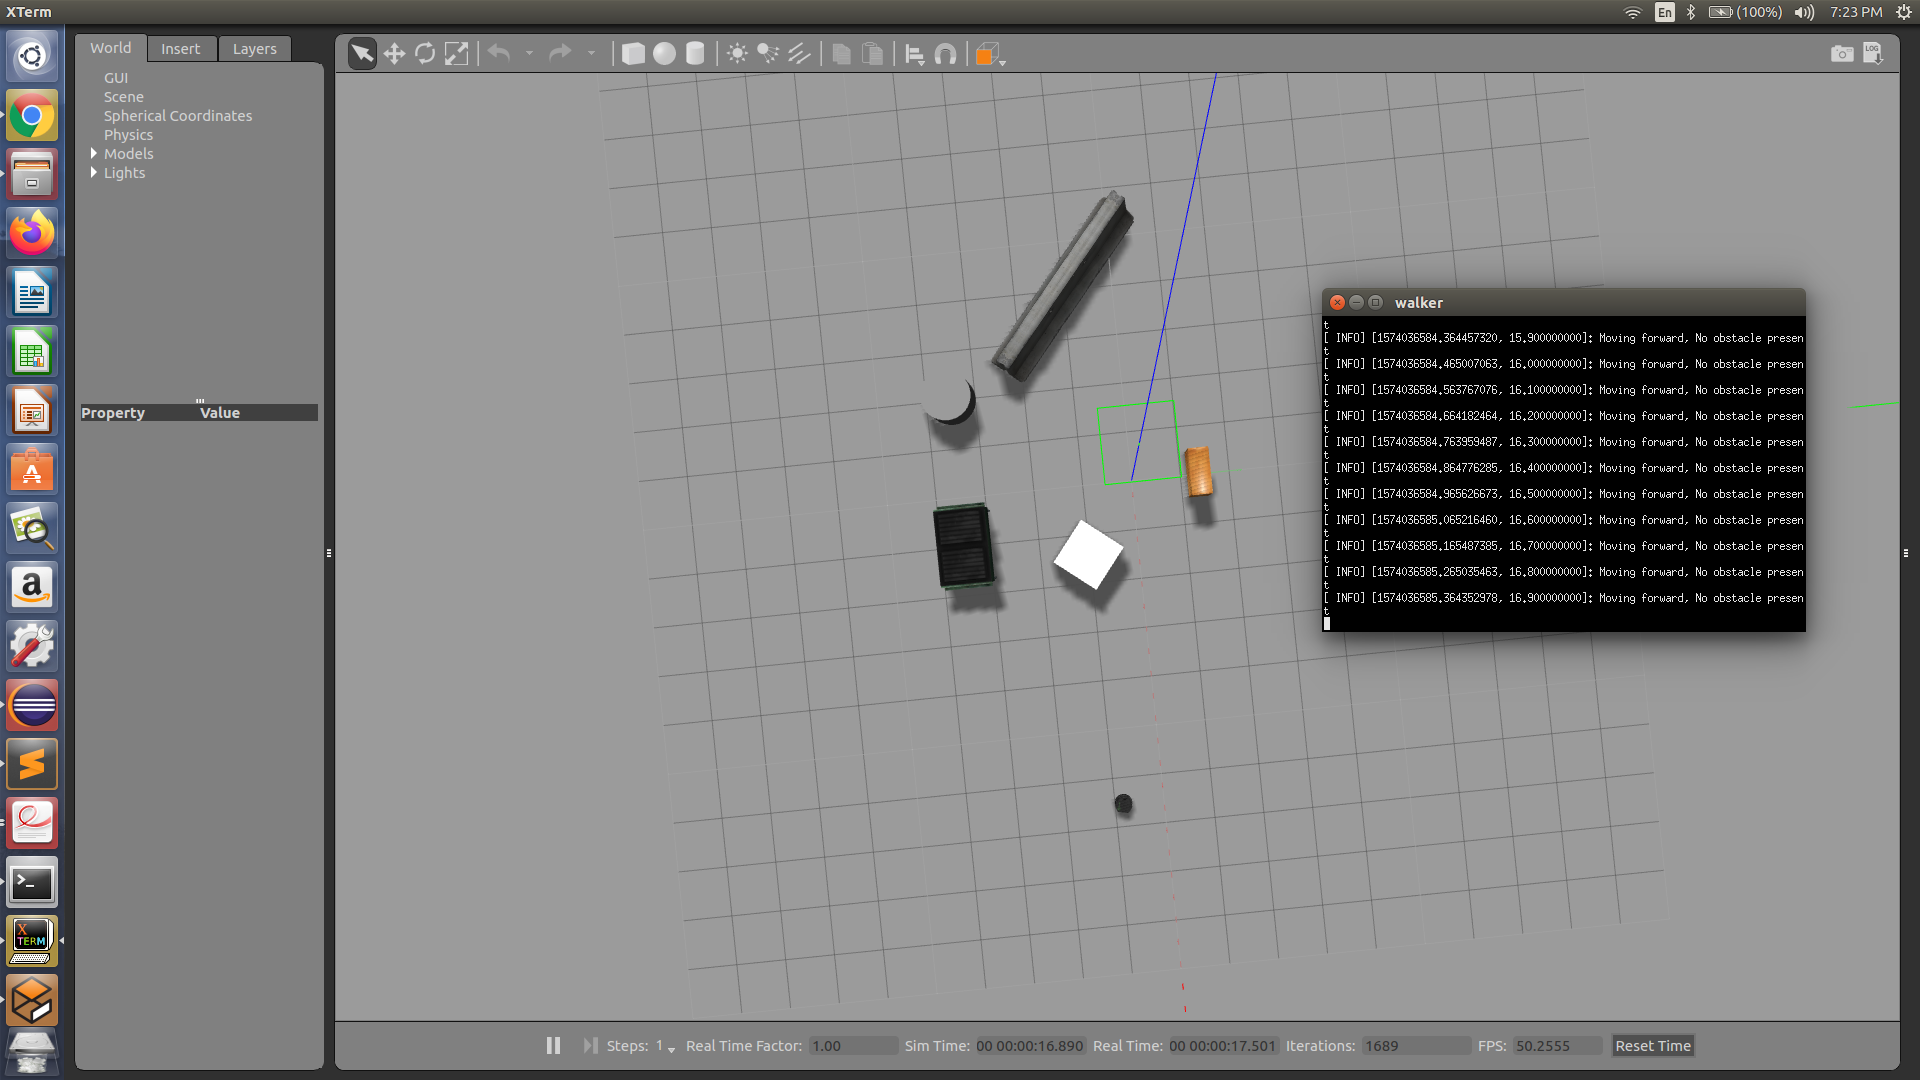 XTerm
En
(100%)
7:23 PM
World
Insert
Layers
GUI
Scene
Spherical Coordinates
Physics
Models
Lights
Property
Value
LOG
walker
t
[ INFO] [1574036584.364457320, 15.900000000]: Moving forward, No obstacle presen
t
[ INFO] [1574036584.465007063, 16.000000000]: Moving forward, No obstacle presen
t
[ INFO] [1574036584.563767076, 16.100000000]: Moving forward, No obstacle presen
t
[ INFO] [1574036584.664182464, 16.200000000]: Moving forward, No obstacle presen
t
[ INFO] [1574036584.763959487, 16.300000000]: Moving forward, No obstacle presen
t
[ INFO] [1574036584.864776285, 16.400000000]: Moving forward, No obstacle presen
t
[ INFO] [1574036584.965626673, 16.500000000]: Moving forward, No obstacle presen
t
[ INFO] [1574036585.065216460, 16.600000000]: Moving forward, No obstacle presen
t
[ INFO] [1574036585.165487385, 16.700000000]: Moving forward, No obstacle presen
t
[ INFO] [1574036585.265035463, 16.800000000]: Moving forward, No obstacle presen
t
[ INFO] [1574036585.364352978, 16.900000000]: Moving forward, No obstacle presen
t
X
TERM
Steps: 1
Real Time Factor: 1.00
Sim Time: 00 00:00:16.890
Real Time: 00 00:00:17.501
Iterations: 1689
FPS: 50.2555
Reset Time